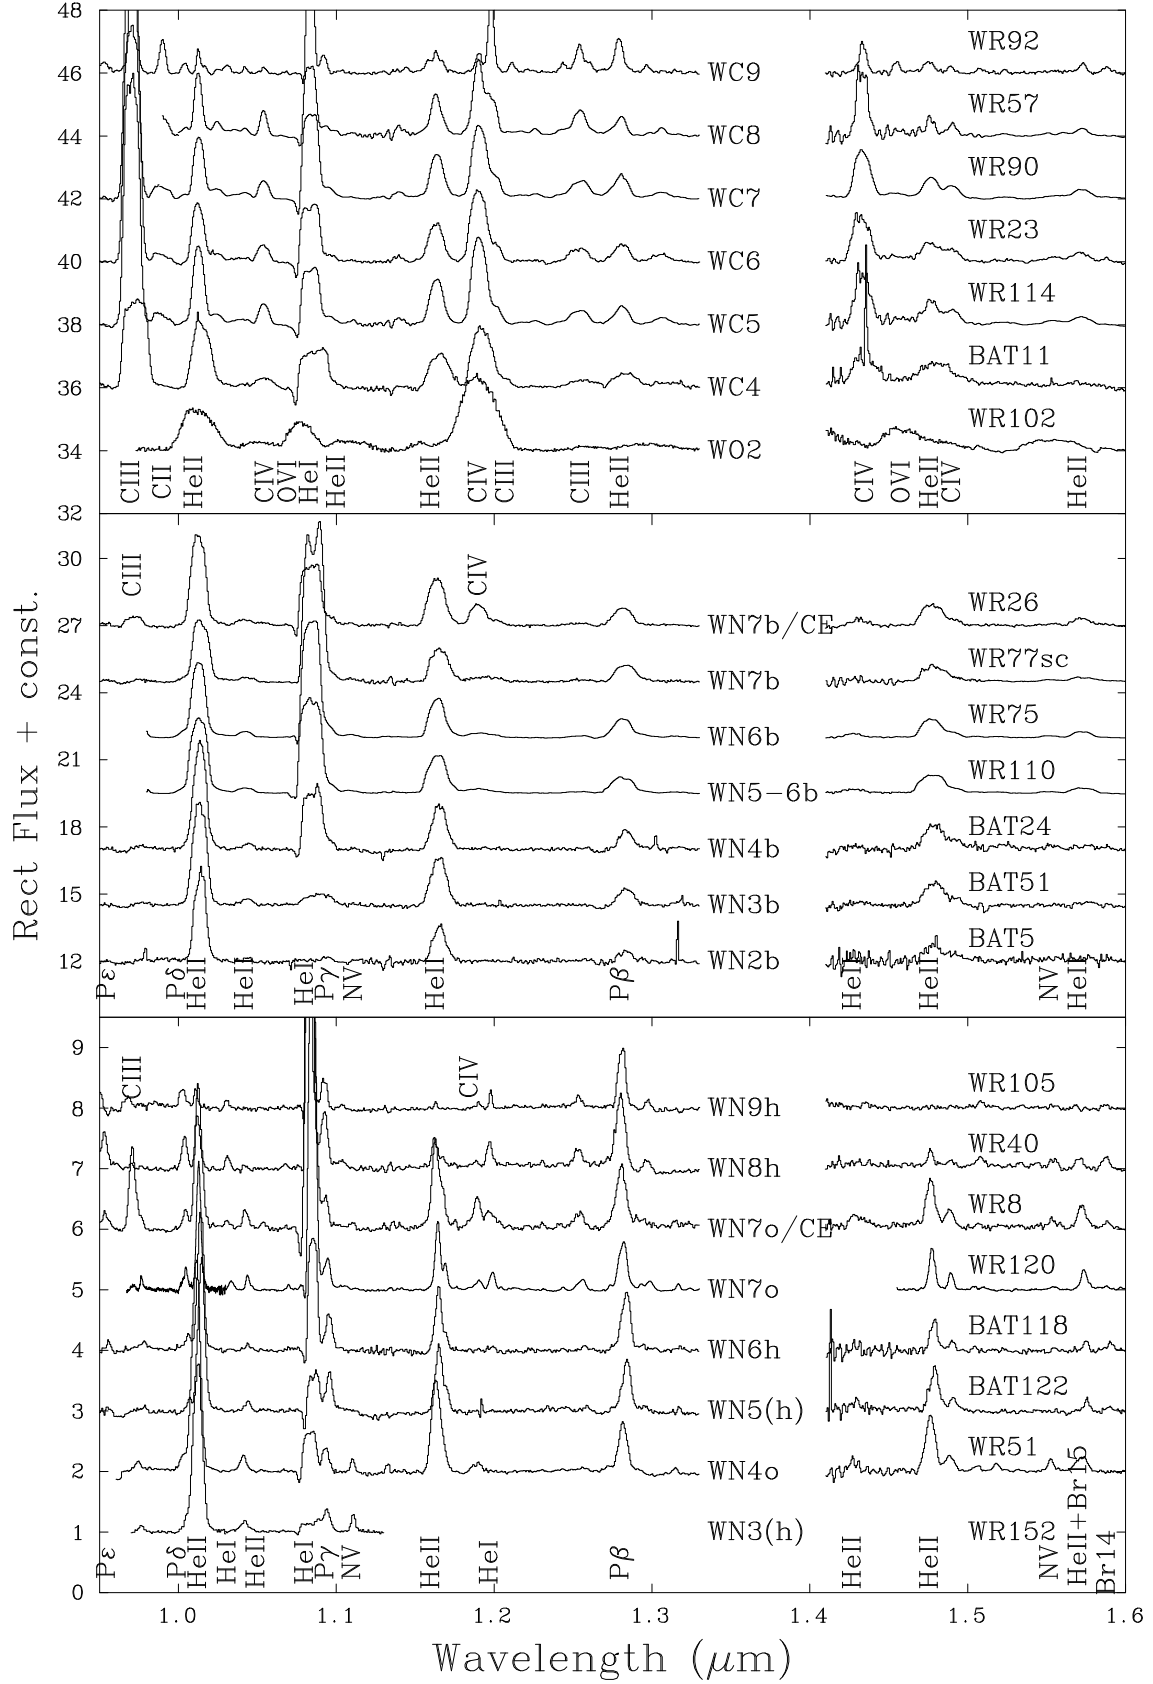 48
WC9
WR92
46
WC8
WR57
44
WC7
WR90
42
WC6
WR23
40
WC5
WR114
38
WC4
BAT11
36
WO2
WR102
34
CIII
CII
HeII
CIV
OVI
HeI
HeII
HeII
CIV
CIII
CIII
HeII
CIV
OVI
HeII
CIV
HeII
32
CIII
CIV
30
WN7b/CE
WR26
27
WN7b
WR77sc
24
WN6b
WR75
21
WN5-6b
WR110
18
WN4b
BAT24
15
WN3b
BAT51
12
WN2b
BAT5
Pε
Pδ
HeII
HeII
HeI
Pγ
NV
HeII
Pβ
HeII
HeII
NV
HeII
Rect Flux + const.
9
CIII
CIV
8
WN9h
WR105
7
WN8h
WR40
6
WN7o/CE
WR8
5
WN7o
WR120
4
WN6h
BAT118
3
WN5(h)
BAT122
2
WN4o
WR51
1
WN3(h)
WR152
Pε
Pδ
HeII
HeI
HeII
HeI
Pγ
NV
HeII
HeI
Pβ
HeII
HeII
NV
HeII+Br15
Br14
0
1.0
1.1
1.2
1.3
1.4
1.5
1.6
Wavelength (μm)